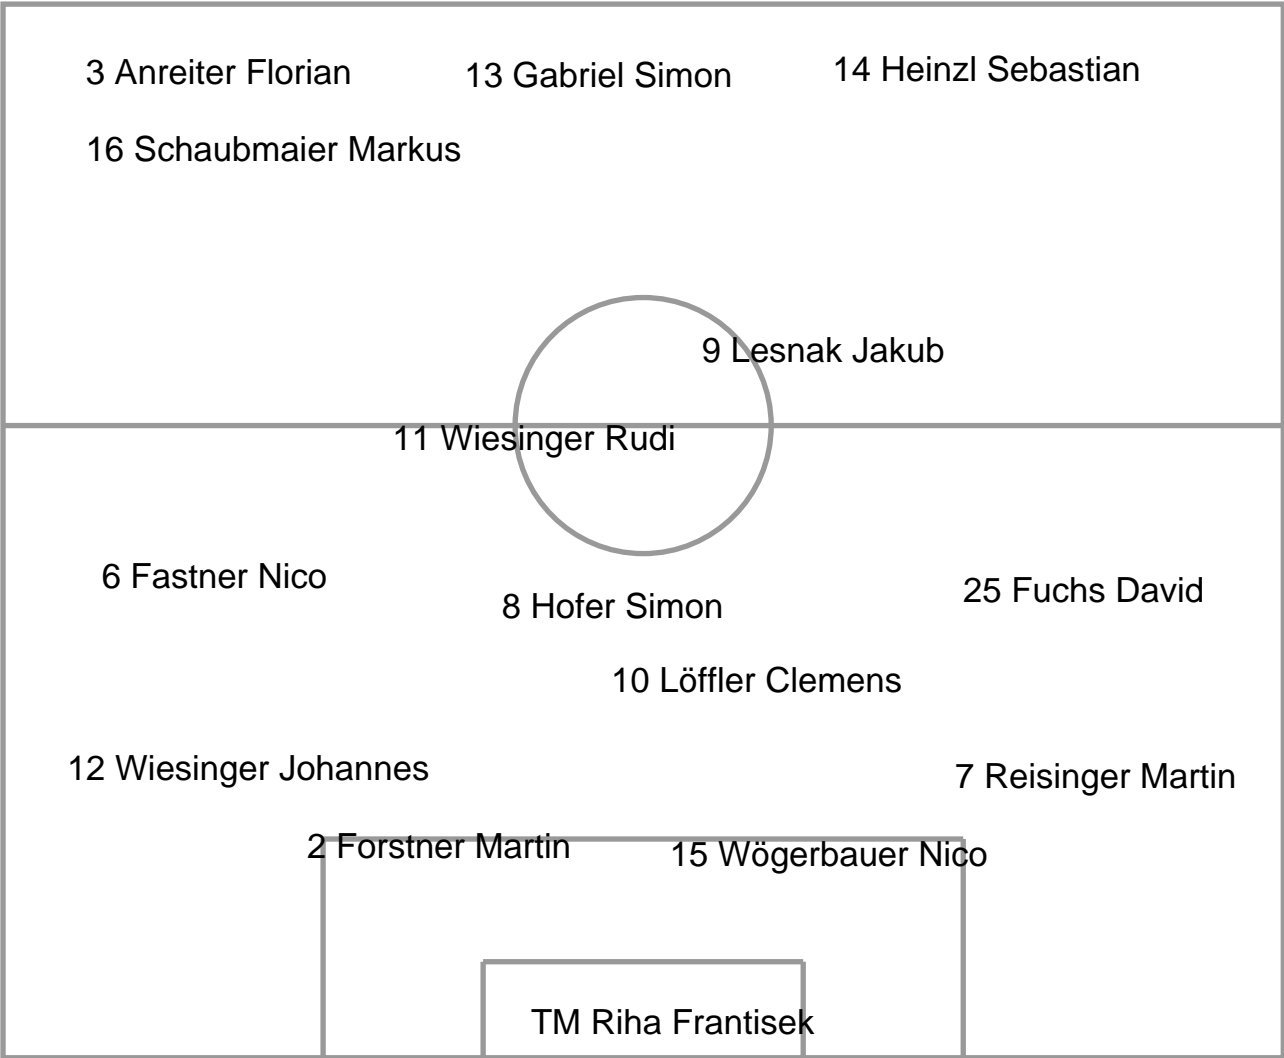 3 Anreiter Florian
13 Gabriel Simon
14 Heinzl Sebastian
16 Schaubmaier Markus
9 Lesnak Jakub
11 Wiesinger Rudi
6 Fastner Nico
8 Hofer Simon
25 Fuchs David
10 Löffler Clemens
12 Wiesinger Johannes
7 Reisinger Martin
2 Forstner Martin
15 Wögerbauer Nico
TM Riha Frantisek